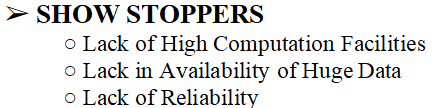 ➢ SHOW STOPPERS
○ Lack of High Computation Facilities
○ Lack in Availability of Huge Data
○ Lack of Reliability